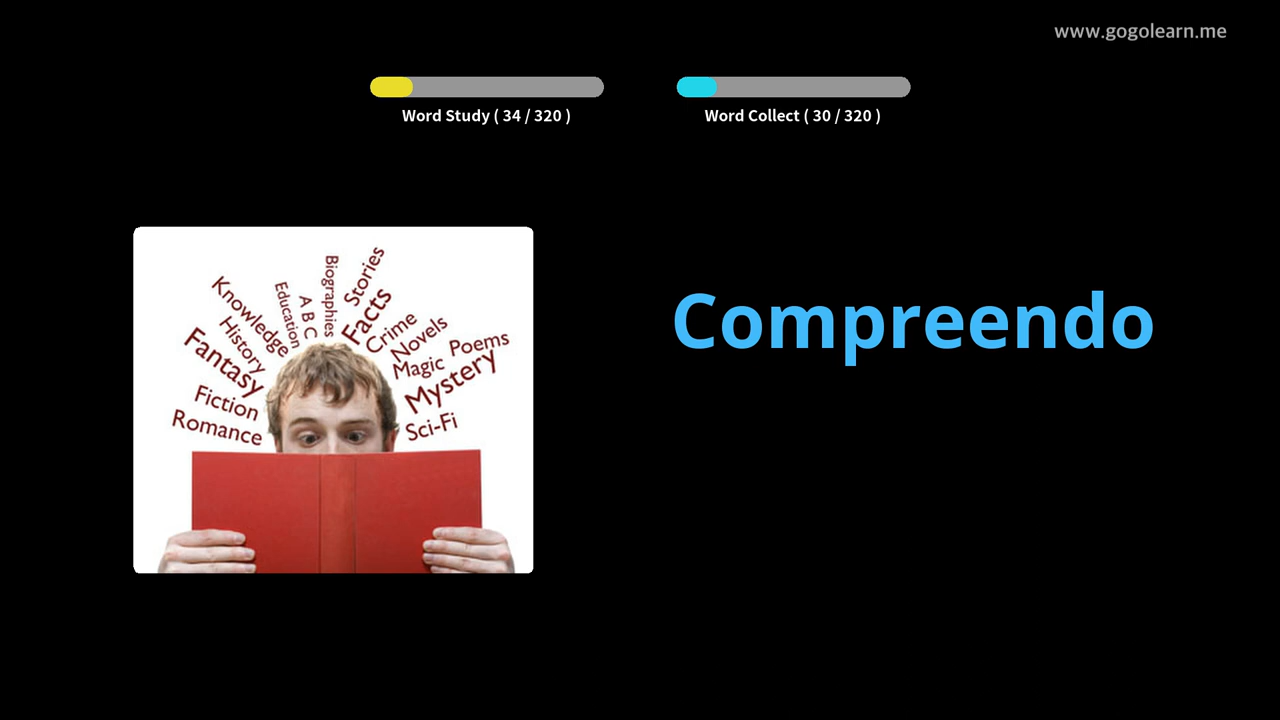 www.gogolearn.me
Word Study ( 34 / 320 )
Word Collect ( 30 / 320 )
Compreendo
Romance
Fiction
Fantasy
History
Knowledge
Education
A B C
Biographies
Stories
Facts
Crime
Novels
Magic
Poems
Mystery
Sci-Fi